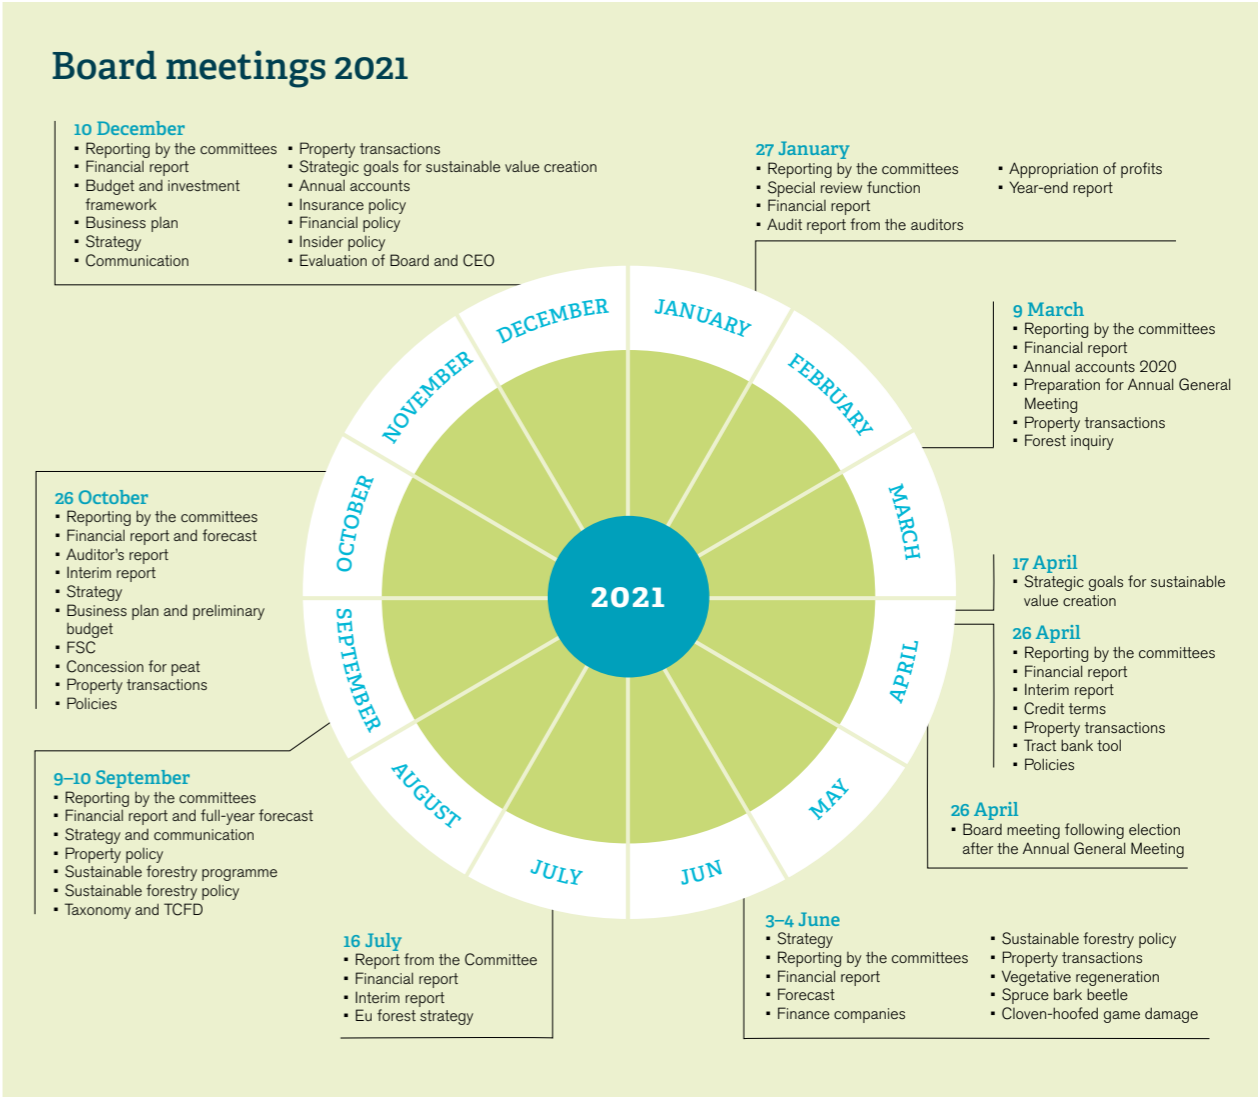 Board meetings 2021
10 December
▪ Reporting by the committees
▪ Financial report
▪ Budget and investment
framework
▪ Business plan
▪ Strategy
▪ Communication
▪ Property transactions
▪ Strategic goals for sustainable value creation
▪ Annual accounts
▪ Insurance policy
▪ Financial policy
▪ Insider policy
▪ Evaluation of Board and CEO
27 January
▪ Reporting by the committees
▪ Special review function
▪ Financial report
▪ Audit report from the auditors
▪ Appropriation of profits
▪ Year-end report
9 March
▪ Reporting by the committees
▪ Financial report
▪ Annual accounts 2020
▪ Preparation for Annual General
Meeting
▪ Property transactions
▪ Forest inquiry
17 April
▪ Strategic goals for sustainable
value creation
26 April
▪ Reporting by the committees
▪ Financial report
▪ Interim report
▪ Credit terms
▪ Property transactions
▪ Tract bank tool
▪ Policies
26 April
▪ Board meeting following election
after the Annual General Meeting
3–4 June
▪ Strategy
▪ Reporting by the committees
▪ Financial report
▪ Forecast
▪ Finance companies
▪ Sustainable forestry policy
▪ Property transactions
▪ Vegetative regeneration
▪ Spruce bark beetle
▪ Cloven-hoofed game damage
16 July
▪ Report from the Committee
▪ Financial report
▪ Interim report
▪ Eu forest strategy
9–10 September
▪ Reporting by the committees
▪ Financial report and full-year forecast
▪ Strategy and communication
▪ Property policy
▪ Sustainable forestry programme
▪ Sustainable forestry policy
▪ Taxonomy and TCFD
26 October
▪ Reporting by the committees
▪ Financial report and forecast
▪ Auditor’s report
▪ Interim report
▪ Strategy
▪ Business plan and preliminary
budget
▪ FSC
▪ Concession for peat
▪ Property transactions
▪ Policies
JANUARY
FEBRUARY
MARCH
APRIL
MAY
JUN
JULY
AUGUST
SEPTEMBER
OCTOBER
NOVEMBER
DECEMBER
2021